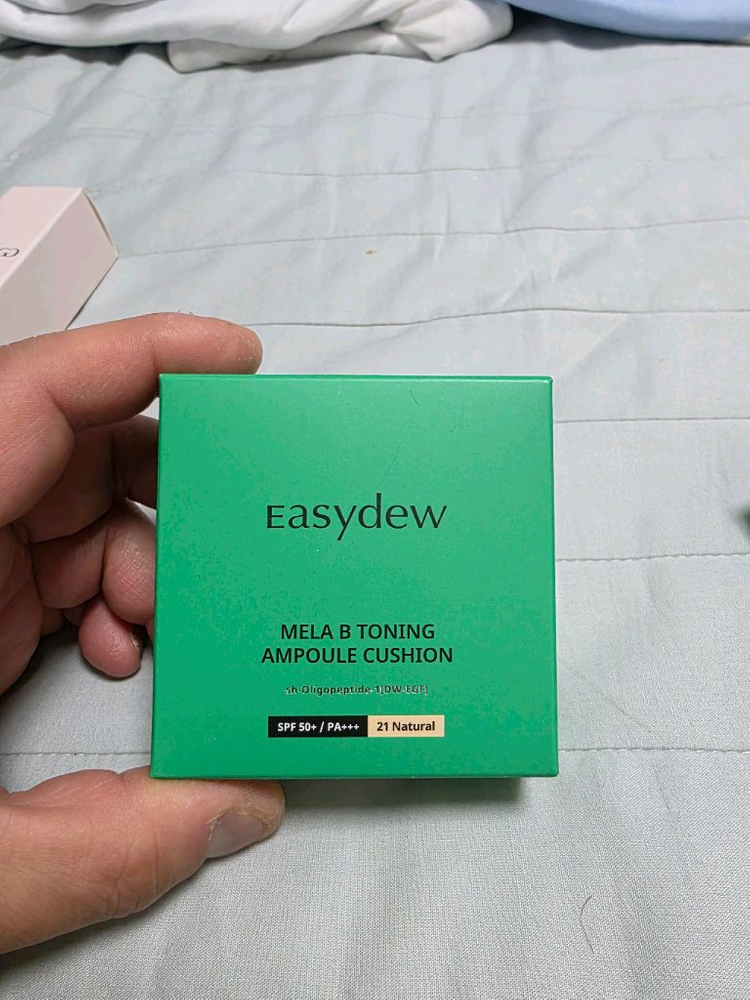 Easydew
MELA B TONING
AMPOULE CUSHION
sh-Oligopeptide-1(DW-EGF)
SPF 50+ / PA+++ 21 Natural